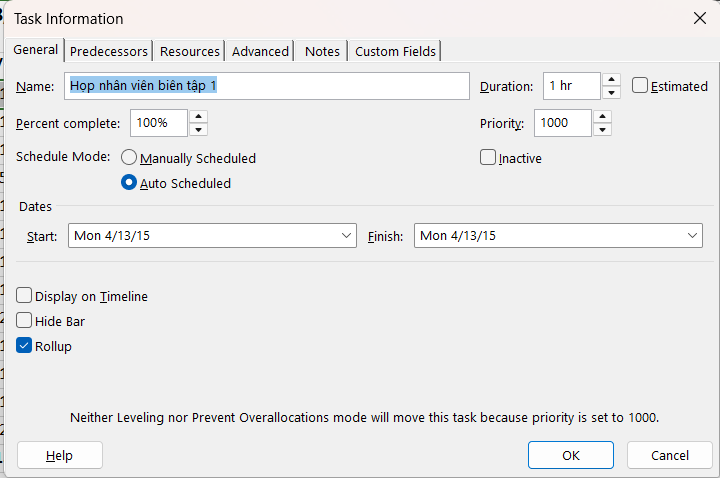 Task Information
General Predecessors Resources Advanced Notes Custom Fields
Name: Họp nhân viên biên tập 1 Duration: 1 hr Estimated
Percent complete: 100% Priority: 1000
Schedule Mode: Manually Scheduled Inactive
Auto Scheduled
Dates
Start: Mon 4/13/15 Finish: Mon 4/13/15
Display on Timeline
Hide Bar
Rollup
Neither Leveling nor Prevent Overallocations mode will move this task because priority is set to 1000.
Help OK Cancel